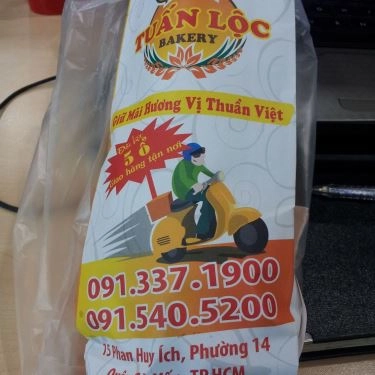 TUẤN LỘC
BAKERY
Giữ Mãi Hương Vị Thuần Việt
5 Ổ
Giao hàng tận nơi
091.337.1900
091.540.5200
75 Phan Huy Ích, Phường 14
TP.HCM